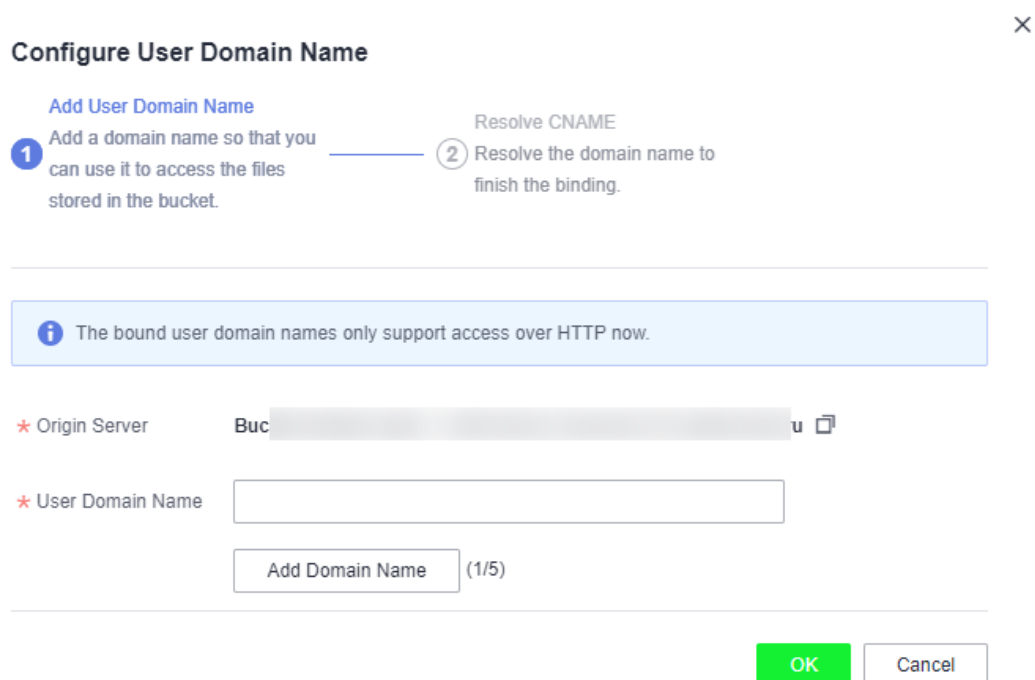 Configure User Domain Name
Add User Domain Name
1
Add a domain name so that you
can use it to access the files
stored in the bucket.
Resolve CNAME
2
Resolve the domain name to
finish the binding.
The bound user domain names only support access over HTTP now.
* Origin Server
* User Domain Name
Add Domain Name (1/5)
OK Cancel